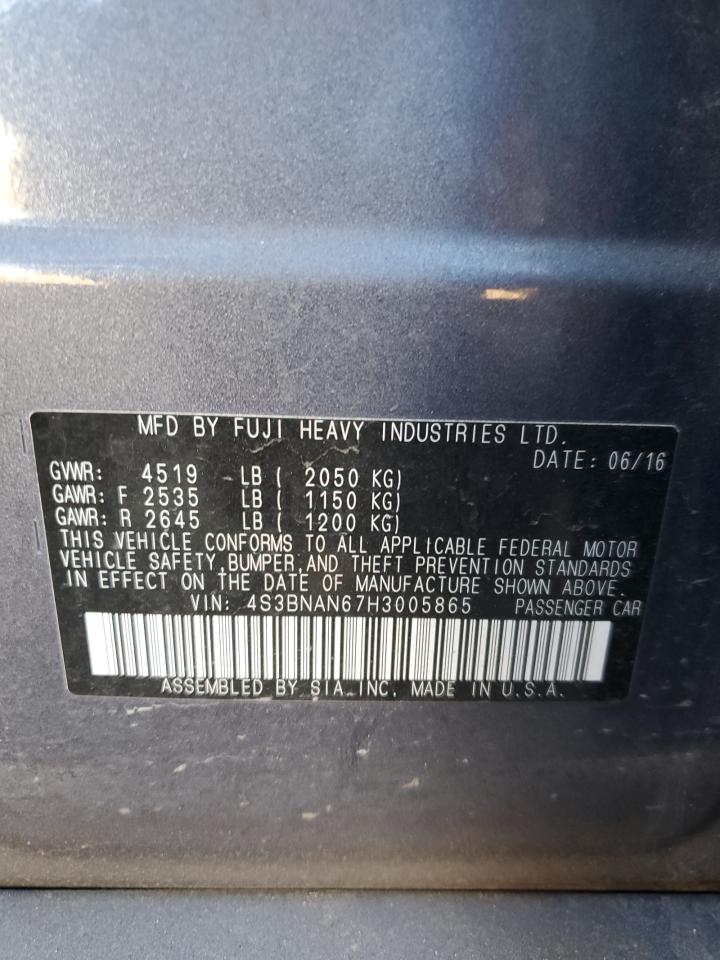 MFD BY FUJI HEAVY INDUSTRIES LTD.
DATE: 06/16
GVWR: 4519 LB ( 2050 KG)
GAWR: F 2535 LB ( 1150 KG)
GAWR: R 2645 LB ( 1200 KG)
THIS VEHICLE CONFORMS TO ALL APPLICABLE FEDERAL MOTOR
VEHICLE SAFETY,BUMPER,AND THEFT PREVENTION STANDARDS
IN EFFECT ON THE DATE OF MANUFACTURE SHOWN ABOVE.
VIN: 4S3BNAN67H3005865 PASSENGER CAR
ASSEMBLED BY SIA INC. MADE IN U.S.A.